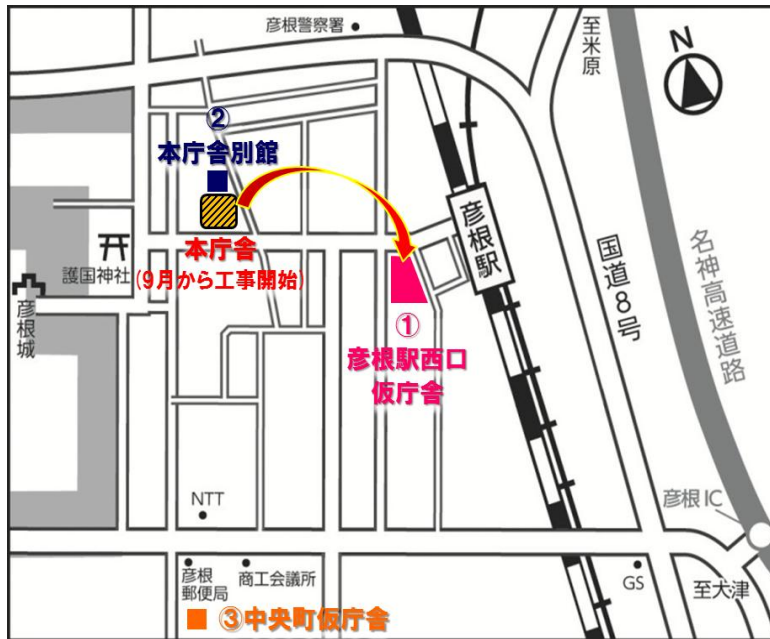 彦根警察署
至米原
N
②
本庁舎別館
本庁舎
(9月から工事開始)
護国神社
彦根城
彦根駅
国道8号
名神高速道路
①
彦根駅西口
仮庁舎
NTT
彦根IC
彦根
郵便局
商工会議所
GS
至大津
③中央町仮庁舎